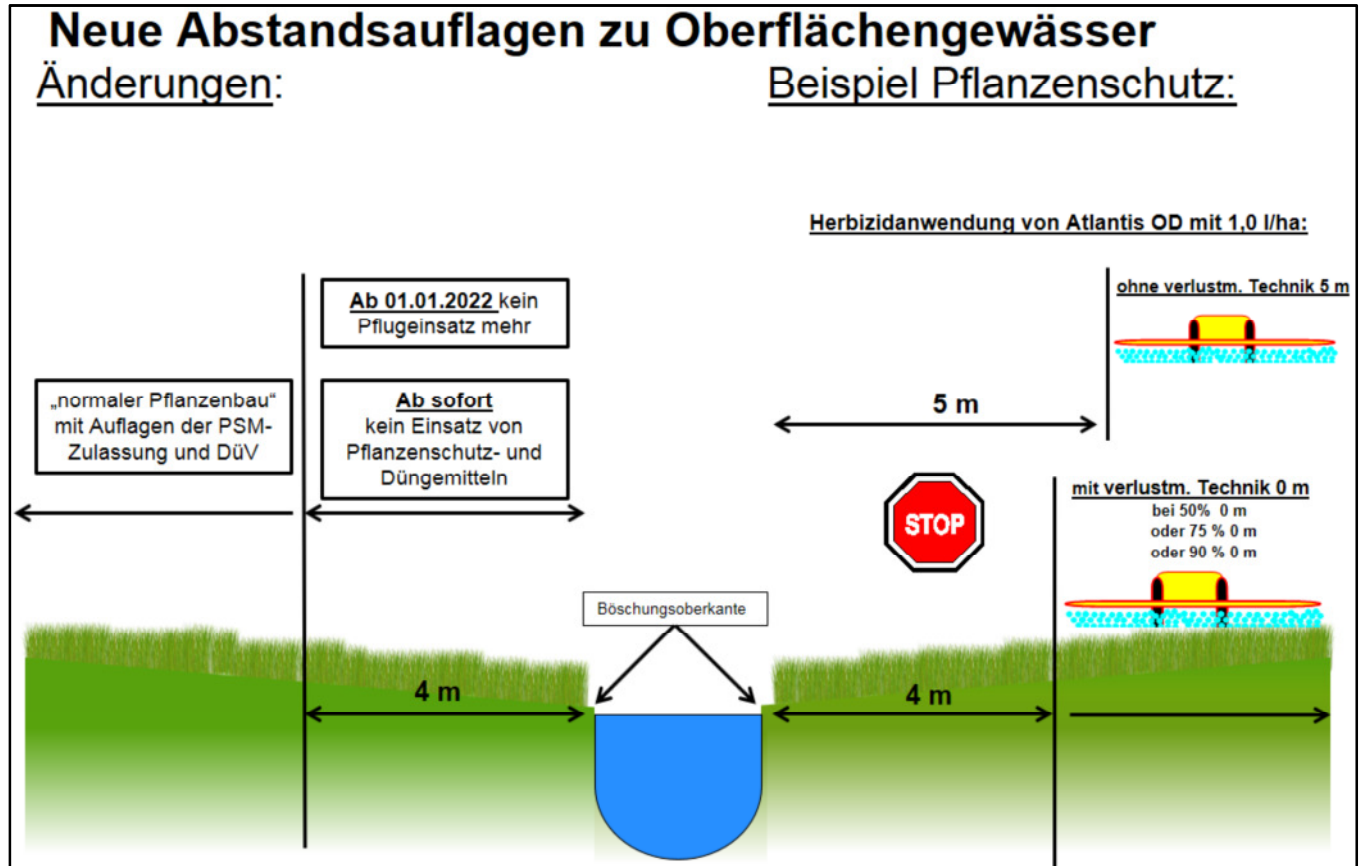 Neue Abstandsauflagen zu Oberflächengewässer
Änderungen:
Beispiel Pflanzenschutz:
Herbizidanwendung von Atlantis OD mit 1,0 l/ha:
Ab 01.01.2022 kein
Pflugeinsatz mehr
ohne verlustm. Technik 5 m
„normaler Pflanzenbau“
mit Auflagen der PSM-
Zulassung und DüV
Ab sofort
kein Einsatz von
Pflanzenschutz- und
Düngemitteln
5 m
STOP
mit verlustm. Technik 0 m
bei 50% 0 m
oder 75 % 0 m
oder 90 % 0 m
Böschungsoberkante
4 m
4 m